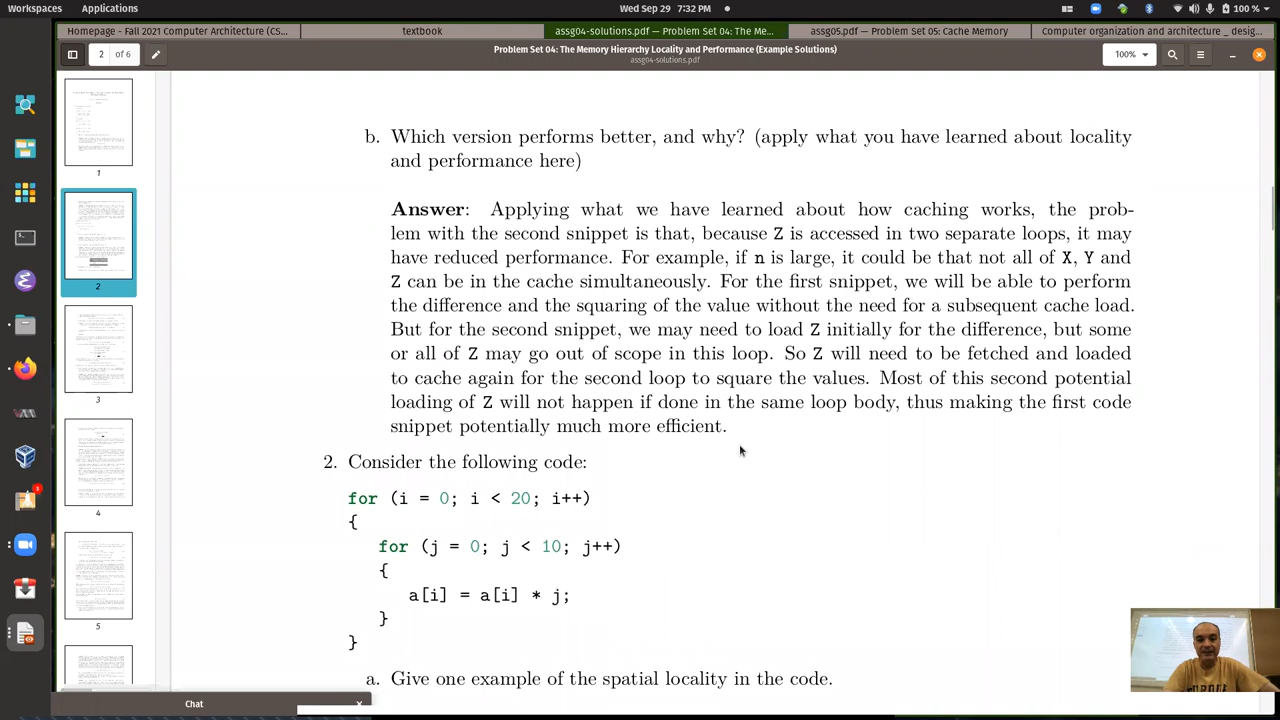 Workspaces Applications Wed Sep 29 7:32 PM 100 %
Homepage - Fall 2021 Computer Architecture (CS... textbook assg04-solutions.pdf — Problem Set 04: The Me... assg05.pdf — Problem Set 05: Cache Memory Computer organization and architecture _ desig...
2 of 6 Problem Set 04: The Memory Hierarchy Locality and Performance (Example Solutions) 100%
assg04-solutions.pdf
Which version performs better, and why? (Use what you have learned about locality
and performance here)
Answer: Applying what we have learned about how caching works, the prob-
lem with the second snippet is that, because Z is accessed in two separate loops, it may
have reduced performance. For example, if n is large, it could be that not all of X, Y and
Z can be in the cache simultaneously. For the first snippet, we will be able to perform
the difference and the squaring of the value without the need for a subsequent cache load.
But for the second snippet, we may need to load Z initially for the difference, but some
or all of Z may fall out of cache in this loop, and so will need to be fetched and loaded
to cache again in the second loop to square the values. Most of this second potential
loading of Z will not happen if done in the same loop body, thus making the first code
snippet potentially much more efficient.
2. Consider the following code:
for (i = 0; i < 20; i++)
{
for (j = 0; j < 10; j++)
{
a[i] = a[i] * j;
}
}
a. Give one example of the spatial locality in the code.
1
2
3
4
5
3
Chat ×